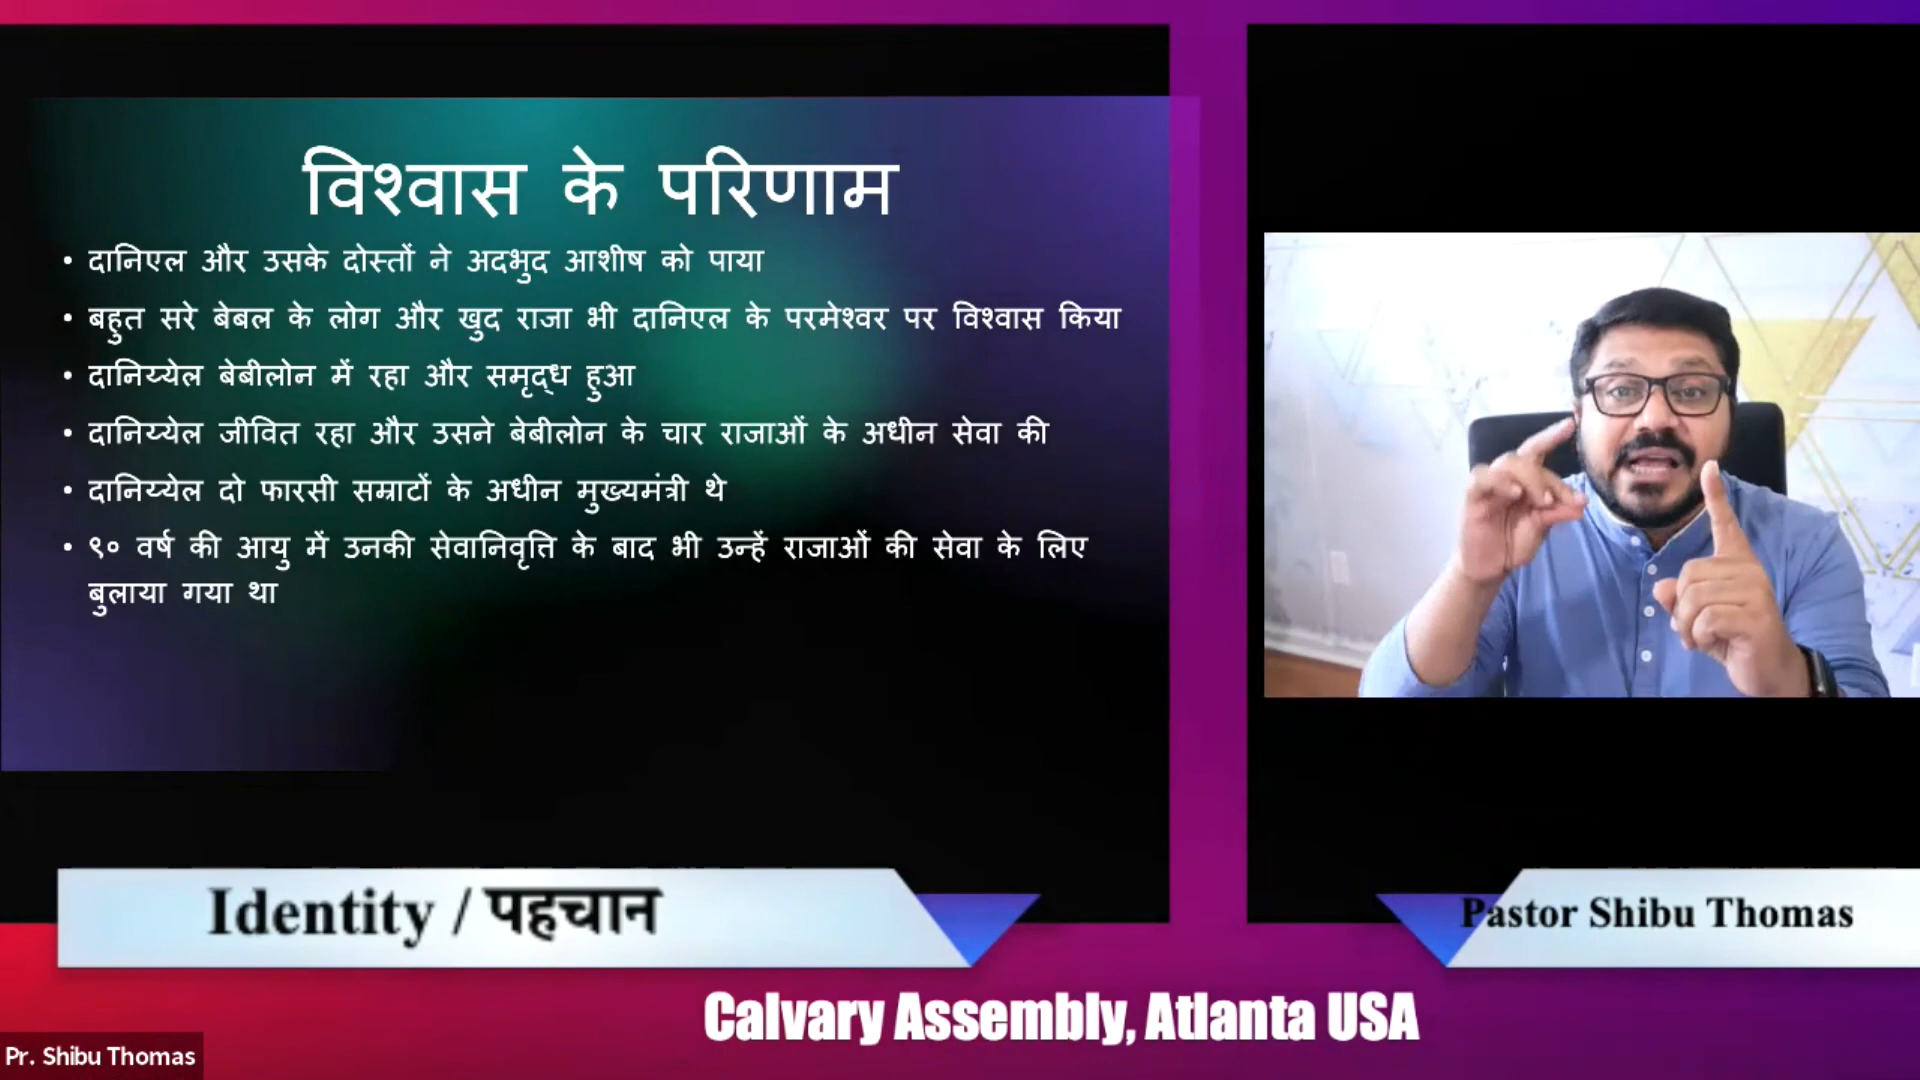 विश्वास के परिणाम
• दानिएल और उसके दोस्तों ने अदभुद आशीष को पाया
• बहुत सरे बेबल के लोग और खुद राजा भी दानिएल के परमेश्वर पर विश्वास किया
• दानिय्येल बेबीलोन में रहा और समृद्ध हुआ
• दानिय्येल जीवित रहा और उसने बेबीलोन के चार राजाओं के अधीन सेवा की
• दानिय्येल दो फारसी सम्राटों के अधीन मुख्यमंत्री थे
• ९० वर्ष की आयु में उनकी सेवानिवृत्ति के बाद भी उन्हें राजाओं की सेवा के लिए
बुलाया गया था
Identity / पहचान
Pastor Shibu Thomas
Calvary Assembly, Atlanta USA
Pr. Shibu Thomas